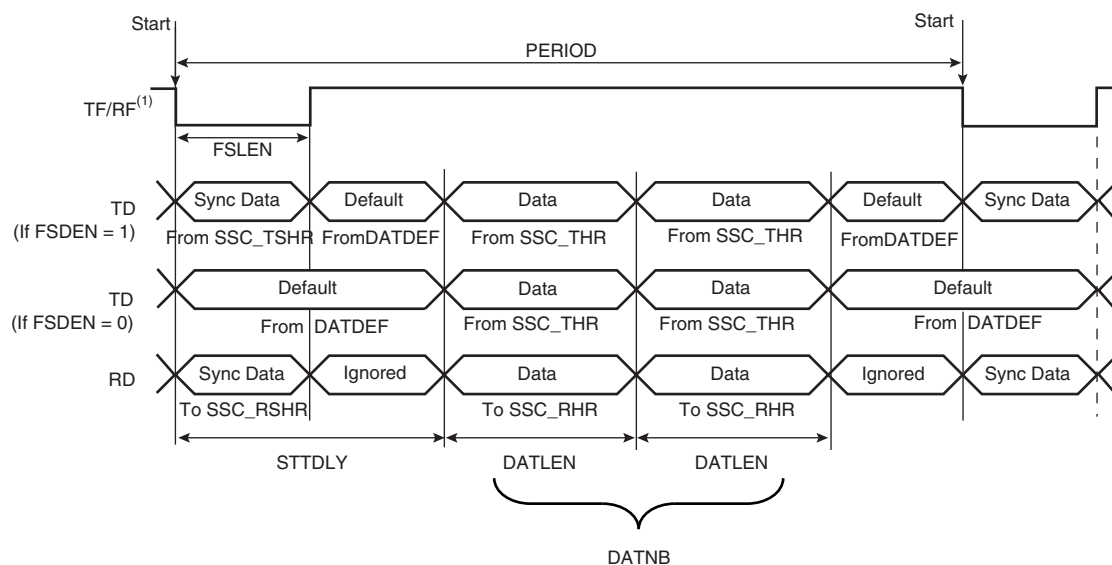 Start
Start
PERIOD
TF/RF(1)
FSLEN
TD
(If FSDEN = 1)
Sync Data
Default
Data
Data
Default
Sync Data
From SSC_TSHR
FromDATDEF
From SSC_THR
From SSC_THR
FromDATDEF
TD
(If FSDEN = 0)
Default
Data
Data
Default
From DATDEF
From SSC_THR
From SSC_THR
From DATDEF
RD
Sync Data
Ignored
Data
Data
Ignored
Sync Data
To SSC_RSHR
To SSC_RHR
To SSC_RHR
STTDLY
DATLEN
DATLEN
DATNB